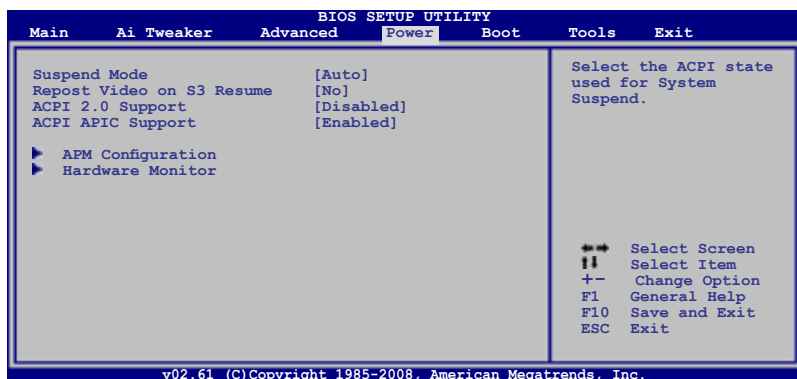 BIOS SETUP UTILITY
Main Ai Tweaker Advanced Power Boot Tools Exit
Suspend Mode [Auto]
Repost Video on S3 Resume [No]
ACPI 2.0 Support [Disabled]
ACPI APIC Support [Enabled]
APM Configuration
Hardware Monitor
Select the ACPI state
used for System
Suspend.
Select Screen
Select Item
+- Change Option
F1 General Help
F10 Save and Exit
ESC Exit
v02.61 (C)Copyright 1985-2008, American Megatrends, Inc.